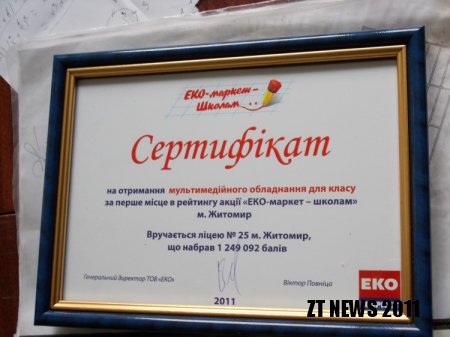 ЕКО-маркет –
Школам
Сертифікат
на отримання мультимедійного обладнання для класу
за перше місце в рейтингу акції «ЕКО-маркет – школам»
м. Житомир
Вручається ліцею № 25 м. Житомир,
що набрав 1 249 092 балів
Генеральний директор ТОВ «ЕКО»
Віктор Повніца
2011
ЕКО
ZT NEWS 2011